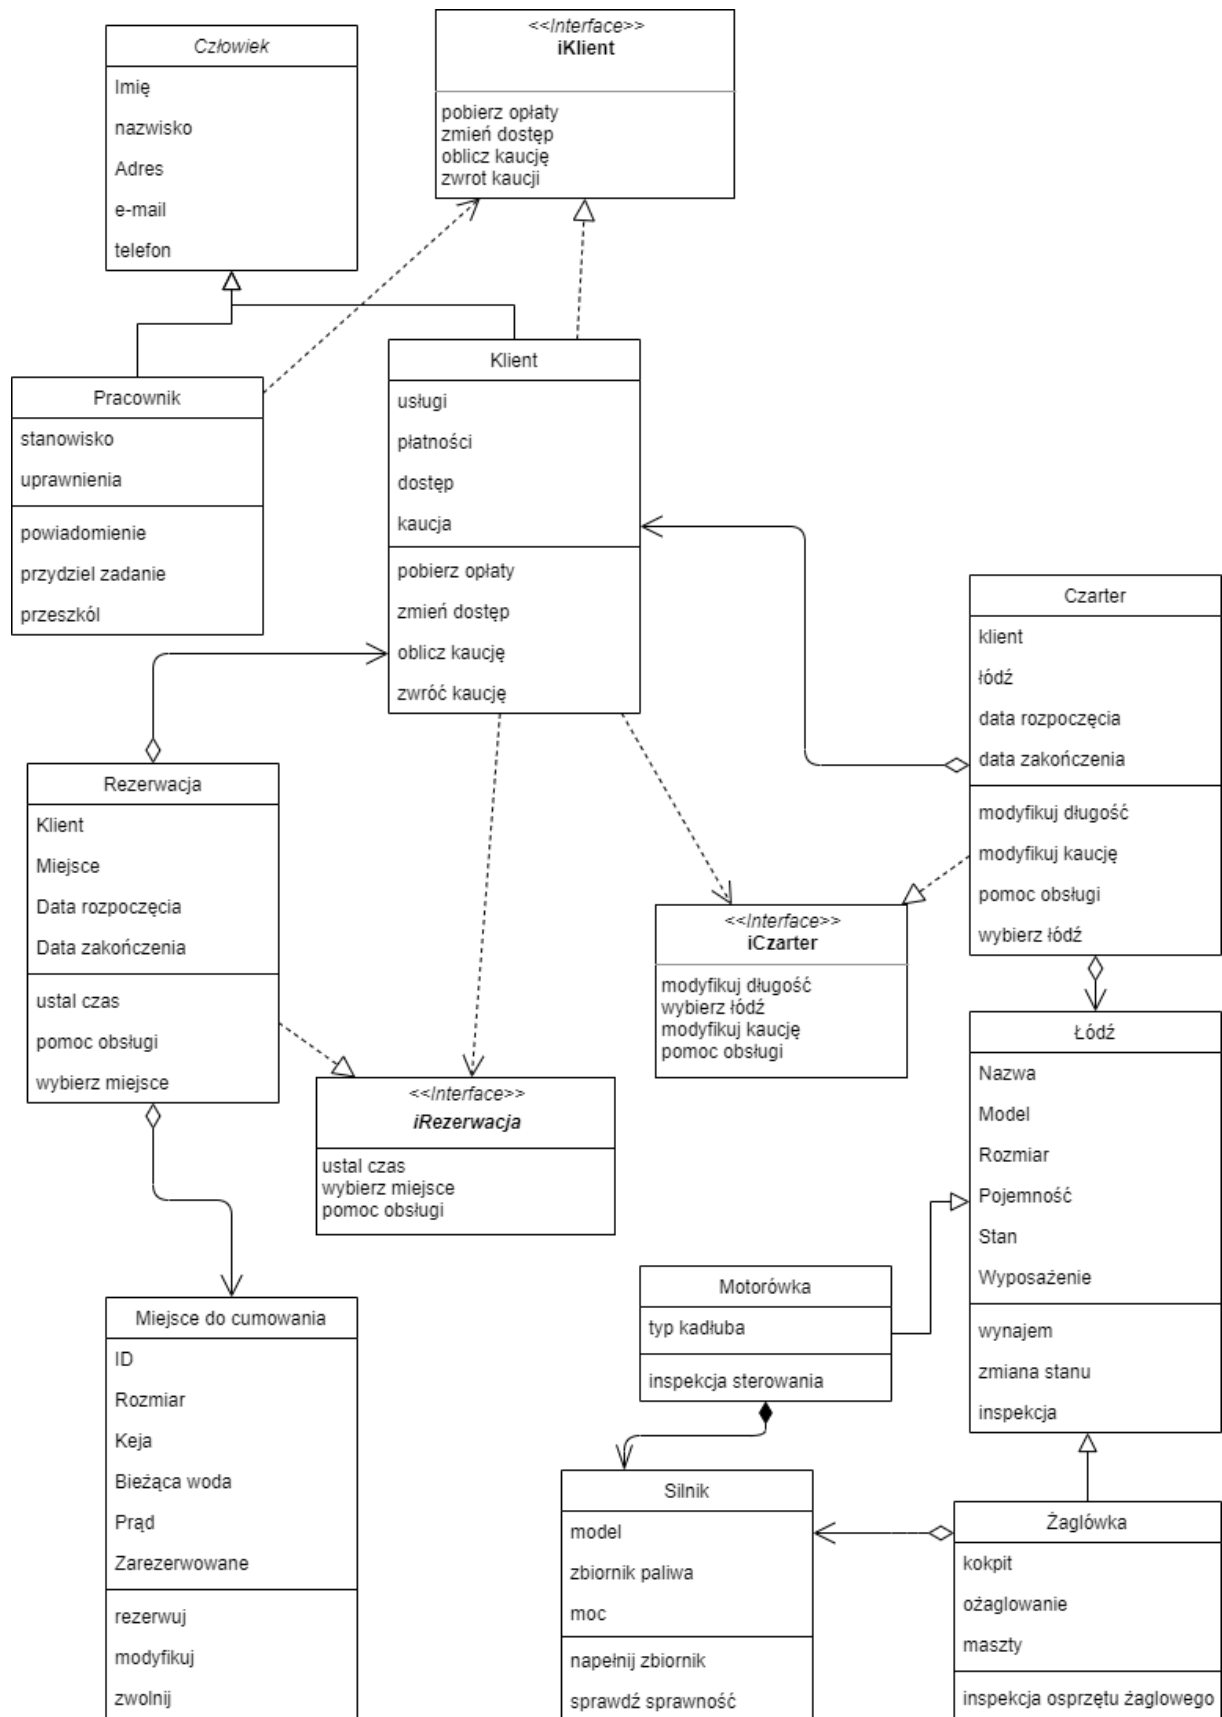 Człowiek
Imię
nazwisko
Adres
e-mail
telefon
<<Interface>>
iKlient
pobierz opłaty
zmień dostęp
oblicz kaucję
zwrot kaucji
Pracownik
stanowisko
uprawnienia
powiadomienie
przydziel zadanie
przeszkól
Klient
usługi
płatności
dostęp
kaucja
pobierz opłaty
zmień dostęp
oblicz kaucję
zwróć kaucję
Czarter
klient
łódź
data rozpoczęcia
data zakończenia
modyfikuj długość
modyfikuj kaucję
pomoc obsługi
wybierz łódź
Rezerwacja
Klient
Miejsce
Data rozpoczęcia
Data zakończenia
ustal czas
pomoc obsługi
wybierz miejsce
<<Interface>>
iCzarter
modyfikuj długość
wybierz łódź
modyfikuj kaucję
pomoc obsługi
<<Interface>>
iRezerwacja
ustal czas
wybierz miejsce
pomoc obsługi
Łódź
Nazwa
Model
Rozmiar
Pojemność
Stan
Wyposażenie
wynajem
zmiana stanu
inspekcja
Motorówka
typ kadłuba
inspekcja sterowania
Miejsce do cumowania
ID
Rozmiar
Keja
Bieżąca woda
Prąd
Zarezerwowane
rezerwuj
modyfikuj
zwolnij
Silnik
model
zbiornik paliwa
moc
napełnij zbiornik
sprawdź sprawność
Żaglówka
kokpit
ożaglowanie
maszty
inspekcja osprzętu żaglowego